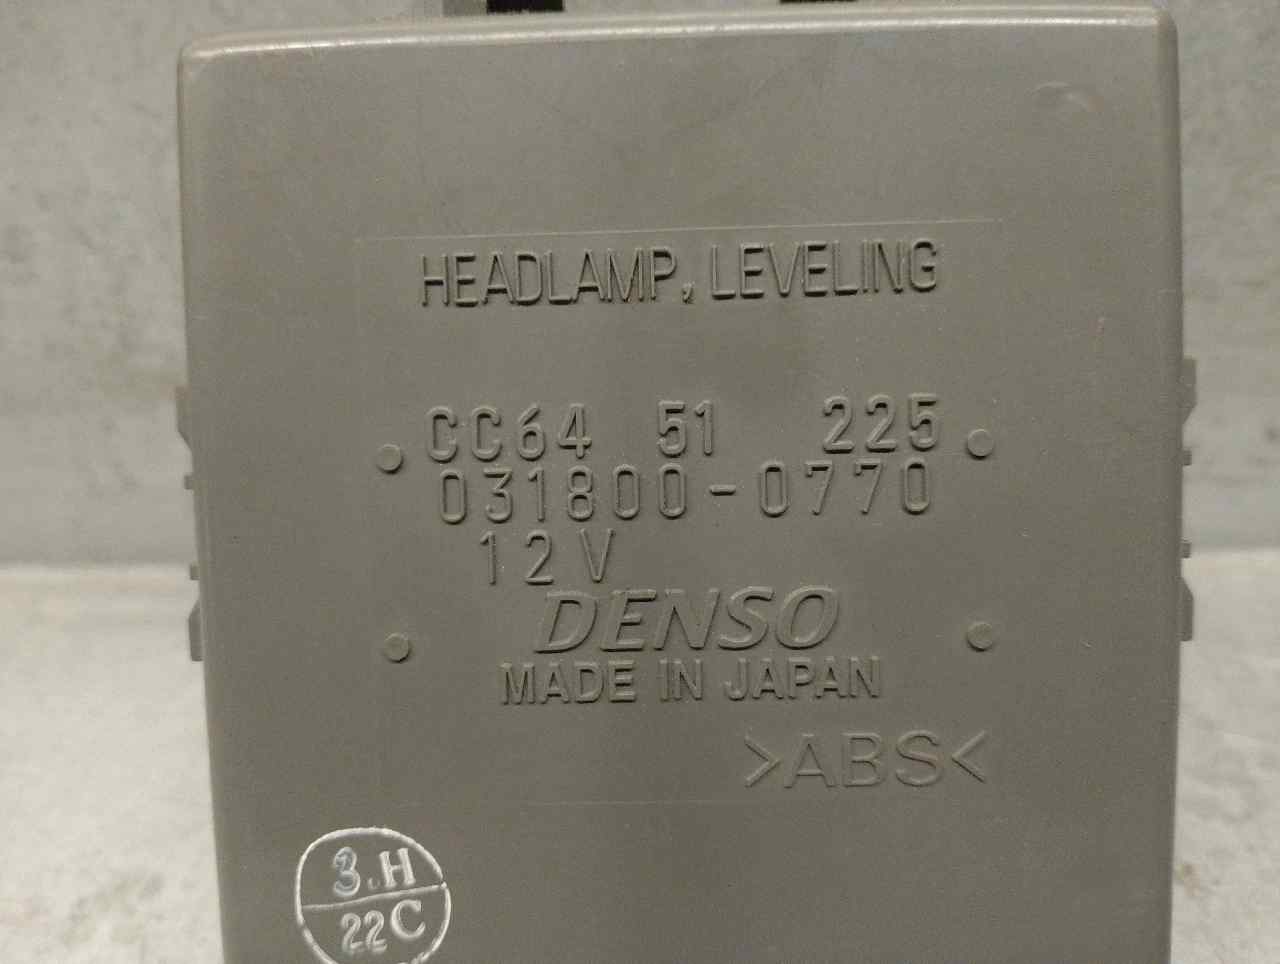 HEADLAMP, LEVELING
CC64 51 225
031800-0770
12V
DENSO
MADE IN JAPAN
>ABS<
3.H
22C